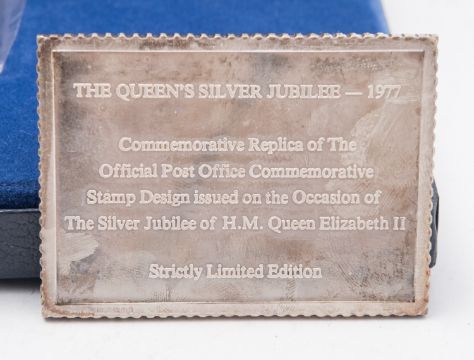 THE QUEEN'S SILVER JUBILEE — 1977
Commemorative Replica of The
Official Post Office Commemorative
Stamp Design issued on the Occasion of
The Silver Jubilee of H.M. Queen Elizabeth II
Strictly Limited Edition